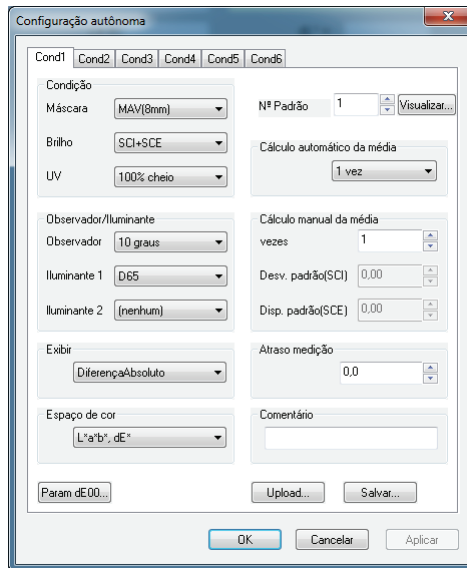 Configuração autônoma
Cond1 Cond2 Cond3 Cond4 Cond5 Cond6
Condição
Máscara MAV(8mm)
Nº Padrão 1 Visualizar...
Brilho SCI+SCE
Cálculo automático da média
UV 100% cheio
1 vez
Observador/Iluminante
Cálculo manual da média
Observador 10 graus
vezes 1
Iluminante 1 D65
Desv. padrão(SCI) 0,00
Iluminante 2 (nenhum)
Disp. padrão(SCE) 0,00
Exibir
Atraso medição
DiferençaAbsoluto
0,0
Espaço de cor
Comentário
L*a*b*, dE*
Param dE00... Upload... Salvar...
OK Cancelar Aplicar